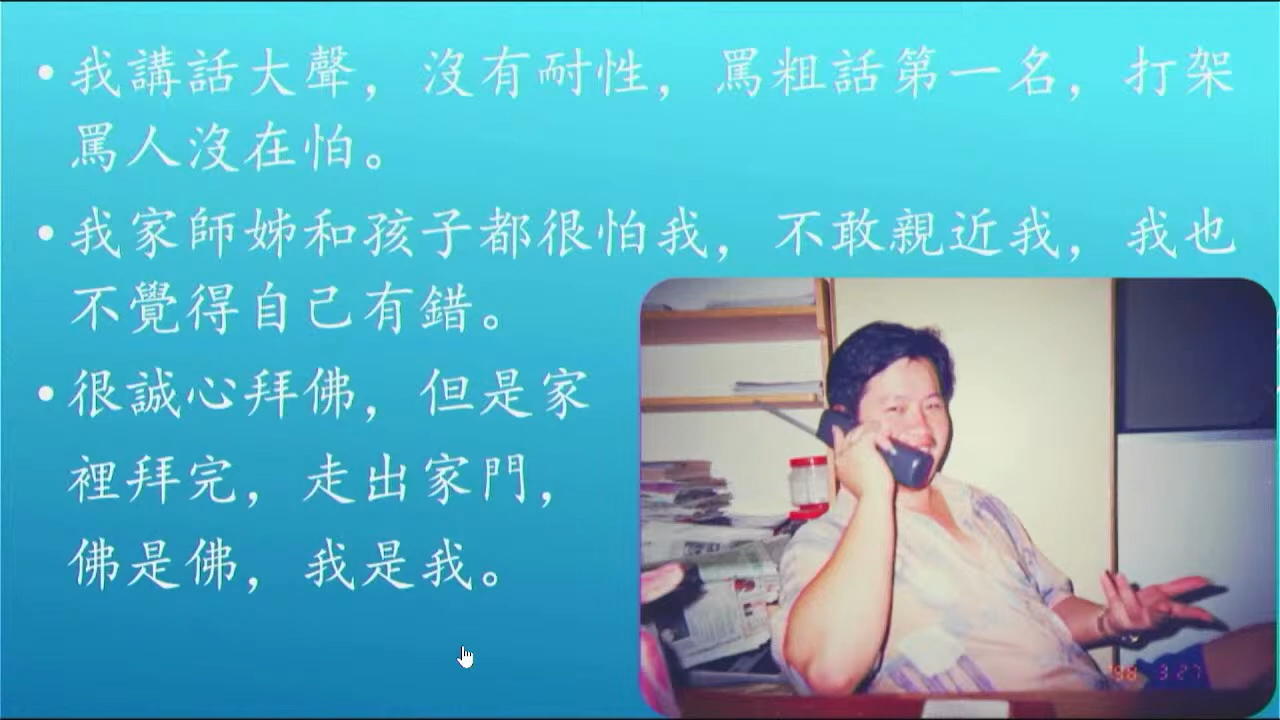 •我講話大聲，沒有耐性，罵粗話第一名，打架
罵人沒在怕。
•我家師姊和孩子都很怕我，不敢親近我，我也
不覺得自己有錯。
•很誠心拜佛，但是家
裡拜完，走出家門，
佛是佛，我是我。
'98 3 27